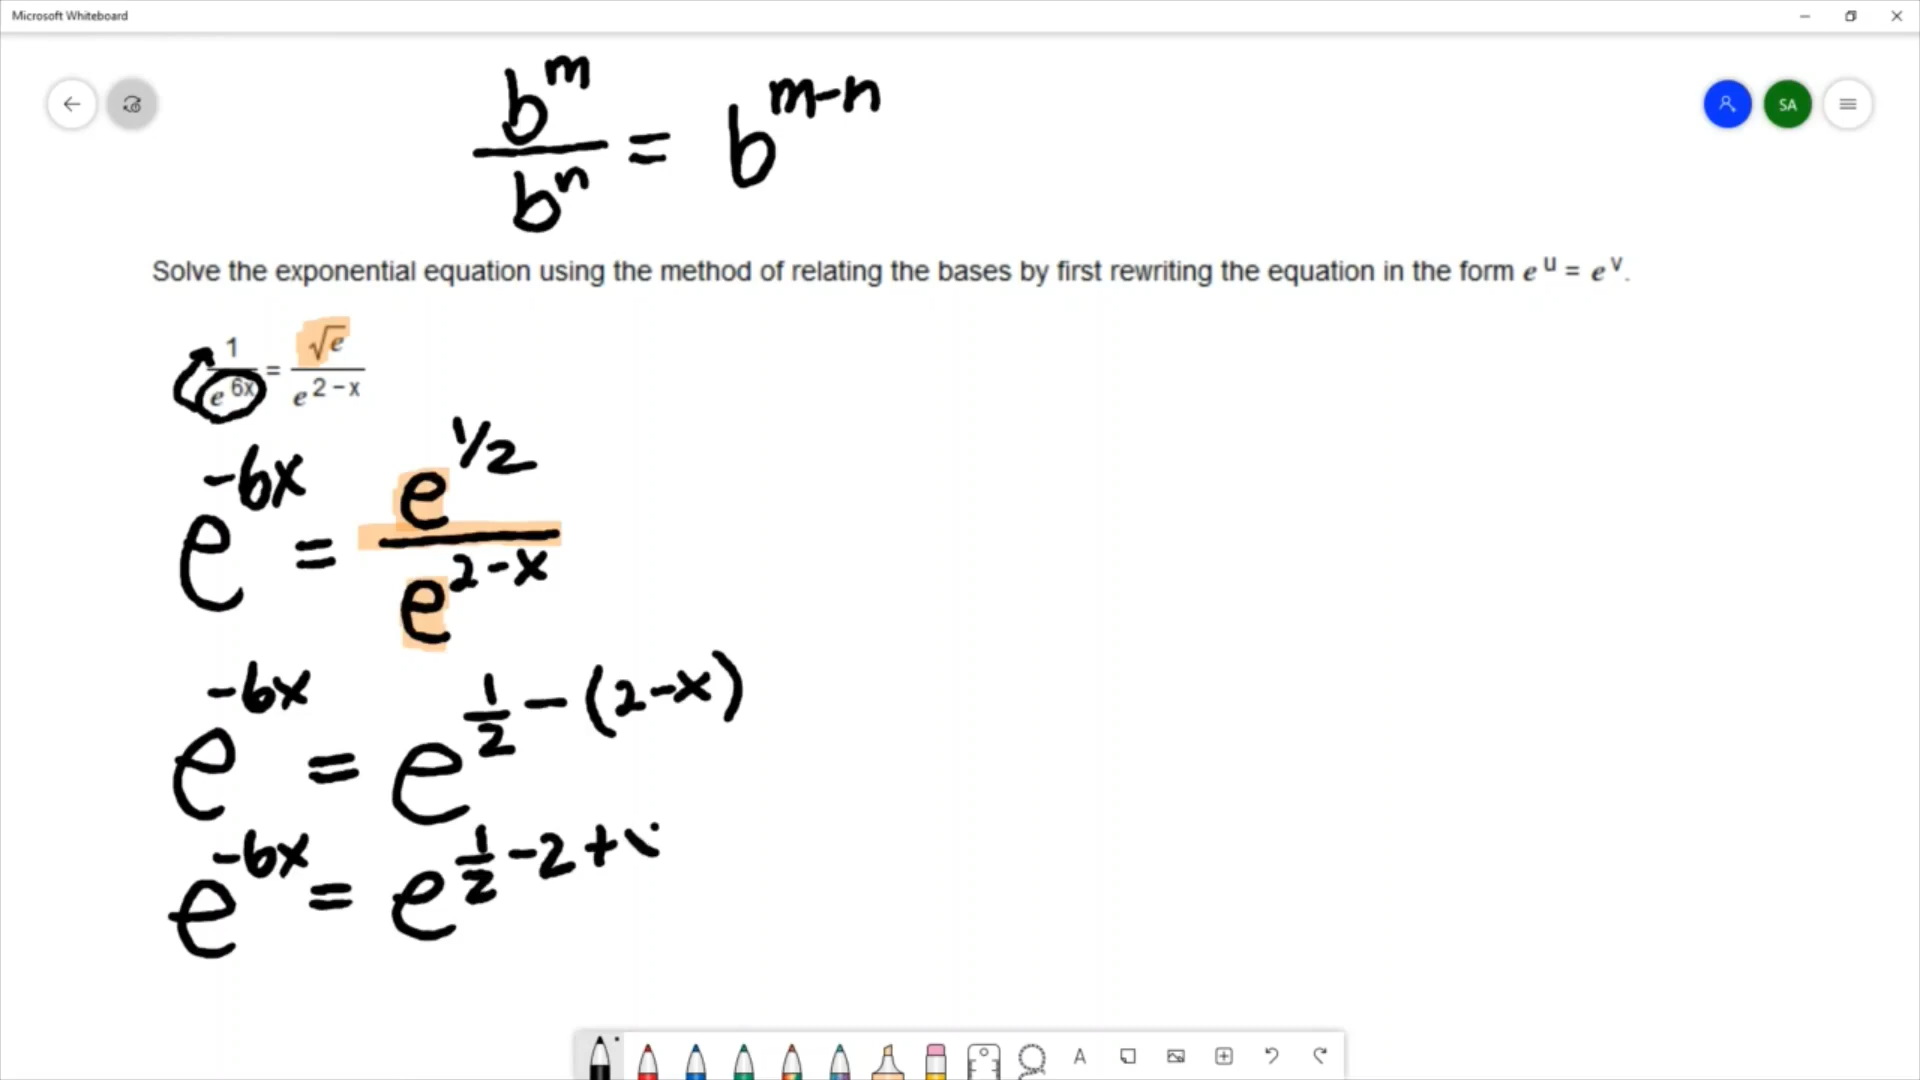 Microsoft Whiteboard
b^m / b^n = b^(m-n)
SA
Solve the exponential equation using the method of relating the bases by first rewriting the equation in the form e^u = e^v.
1 / e^(6x) = √e / e^(2-x)
e^(-6x) = e^(1/2) / e^(2-x)
e^(-6x) = e^(1/2 - (2-x))
e^(-6x) = e^(1/2 - 2 +
A